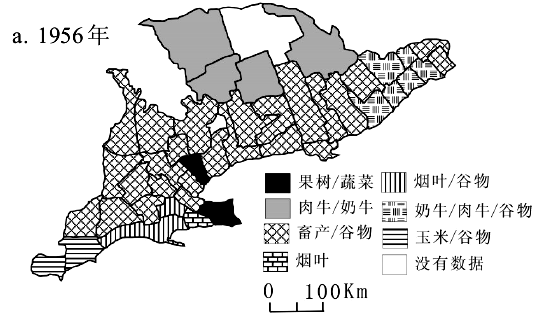 a. 1956年
果树/蔬菜
烟叶/谷物
肉牛/奶牛
奶牛/肉牛/谷物
畜产/谷物
玉米/谷物
烟叶
没有数据
0 100Km